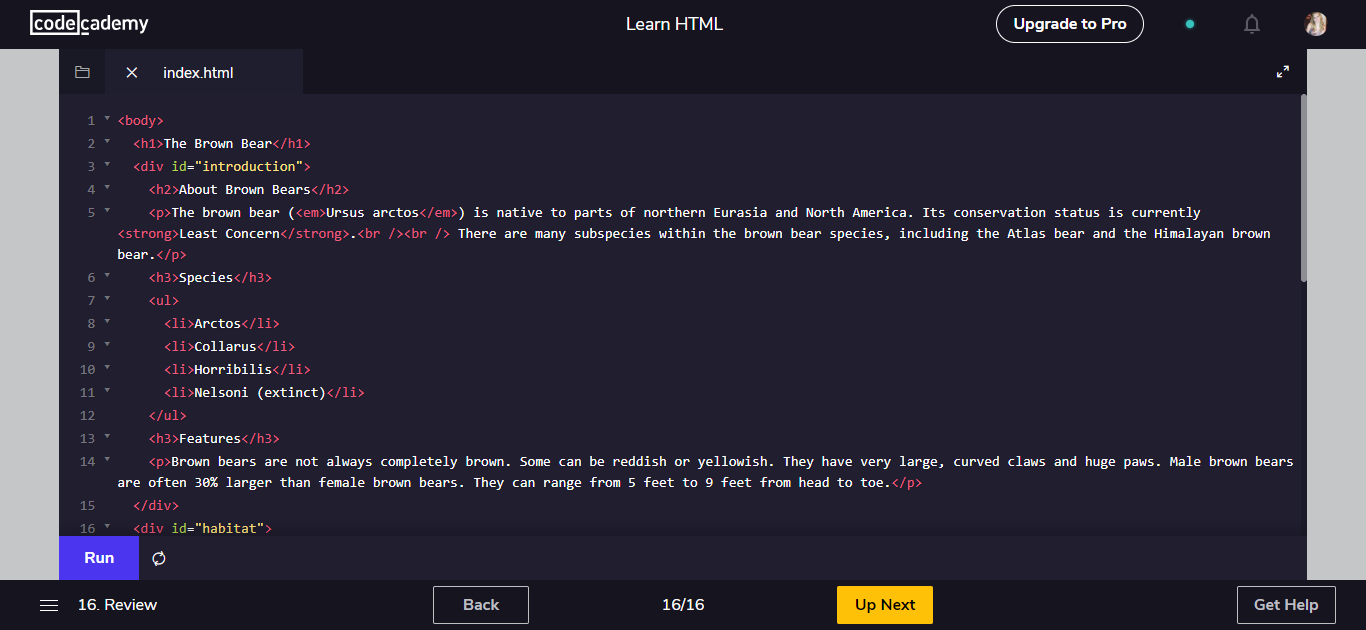 codecademy
Learn HTML
Upgrade to Pro
index.html
1 <body>
2 <h1>The Brown Bear</h1>
3 <div id="introduction">
4 <h2>About Brown Bears</h2>
5 <p>The brown bear (<em>Ursus arctos</em>) is native to parts of northern Eurasia and North America. Its conservation status is currently
<strong>Least Concern</strong>.<br /><br /> There are many subspecies within the brown bear species, including the Atlas bear and the Himalayan brown
bear.</p>
6 <h3>Species</h3>
7 <ul>
8 <li>Arctos</li>
9 <li>Collarus</li>
10 <li>Horribilis</li>
11 <li>Nelsoni (extinct)</li>
12 </ul>
13 <h3>Features</h3>
14 <p>Brown bears are not always completely brown. Some can be reddish or yellowish. They have very large, curved claws and huge paws. Male brown bears
are often 30% larger than female brown bears. They can range from 5 feet to 9 feet from head to toe.</p>
15 </div>
16 <div id="habitat">
Run
16. Review
Back
16/16
Up Next
Get Help